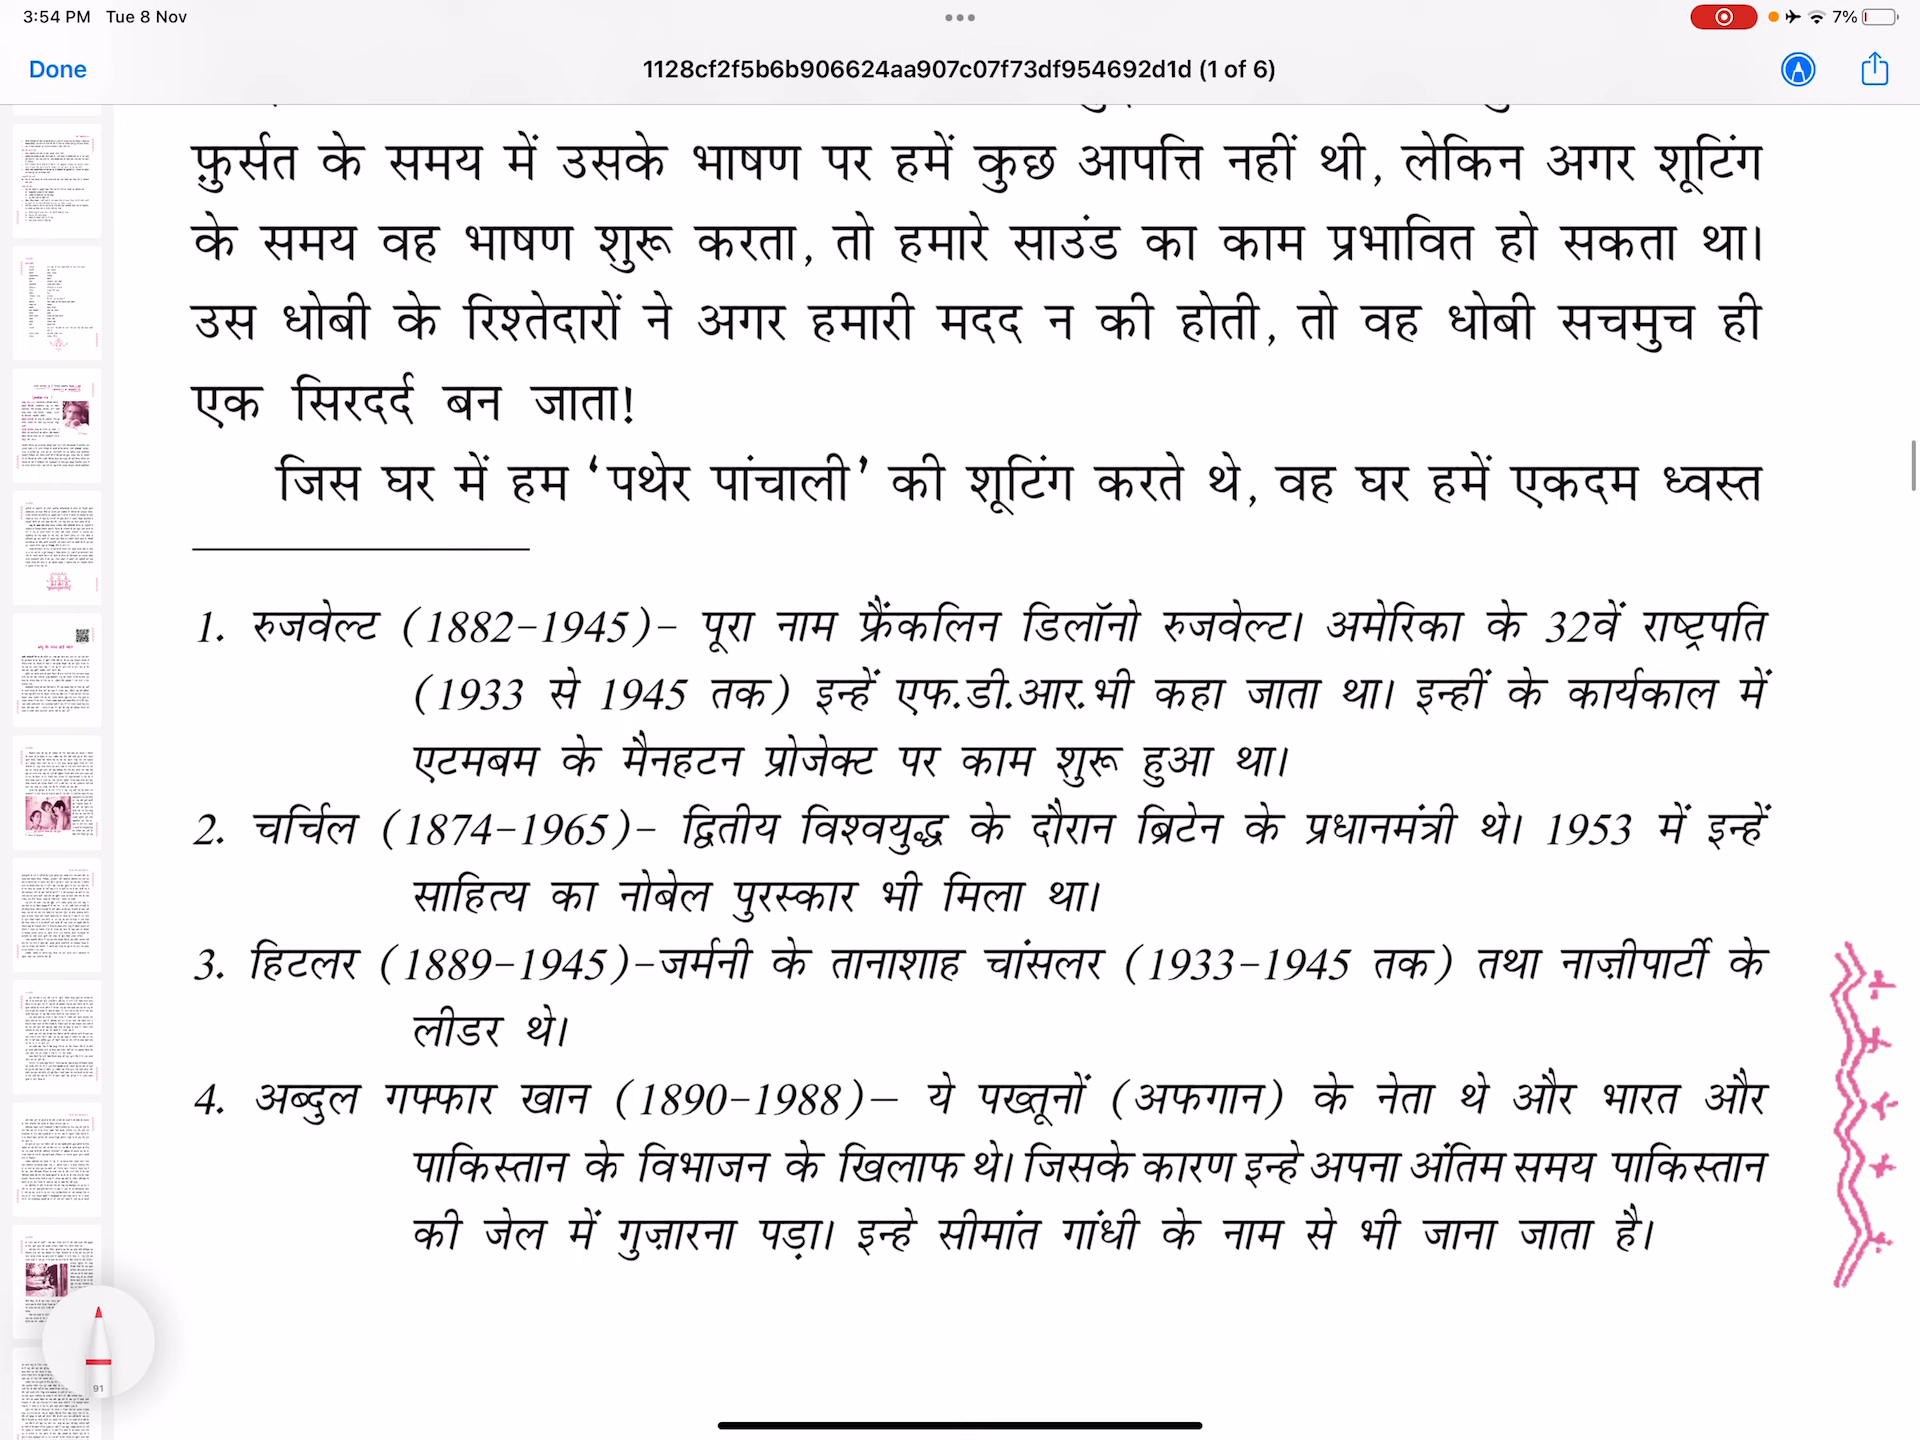 3:54 PM Tue 8 Nov
7%
Done
1128cf2f5b6b906624aa907c07f73df954692d1d (1 of 6)
फ़ुर्सत के समय में उसके भाषण पर हमें कुछ आपत्ति नहीं थी, लेकिन अगर शूटिंग
के समय वह भाषण शुरू करता, तो हमारे साउंड का काम प्रभावित हो सकता था।
उस धोबी के रिश्तेदारों ने अगर हमारी मदद न की होती, तो वह धोबी सचमुच ही
एक सिरदर्द बन जाता!
जिस घर में हम ‘पथेर पांचाली’ की शूटिंग करते थे, वह घर हमें एकदम ध्वस्त
1. रुजवेल्ट (1882-1945)- पूरा नाम फ्रैंकलिन डिलॉनो रुजवेल्ट। अमेरिका के 32वें राष्ट्रपति
(1933 से 1945 तक) इन्हें एफ.डी.आर.भी कहा जाता था। इन्हीं के कार्यकाल में
एटमबम के मैनहटन प्रोजेक्ट पर काम शुरू हुआ था।
2. चर्चिल (1874-1965)- द्वितीय विश्वयुद्ध के दौरान ब्रिटेन के प्रधानमंत्री थे। 1953 में इन्हें
साहित्य का नोबेल पुरस्कार भी मिला था।
3. हिटलर (1889-1945)-जर्मनी के तानाशाह चांसलर (1933-1945 तक) तथा नाज़ीपार्टी के
लीडर थे।
4. अब्दुल गफ्फार खान (1890-1988)– ये पख्तूनों (अफगान) के नेता थे और भारत और
पाकिस्तान के विभाजन के खिलाफ थे। जिसके कारण इन्हे अपना अंतिम समय पाकिस्तान
की जेल में गुज़ारना पड़ा। इन्हे सीमांत गांधी के नाम से भी जाना जाता है।
91